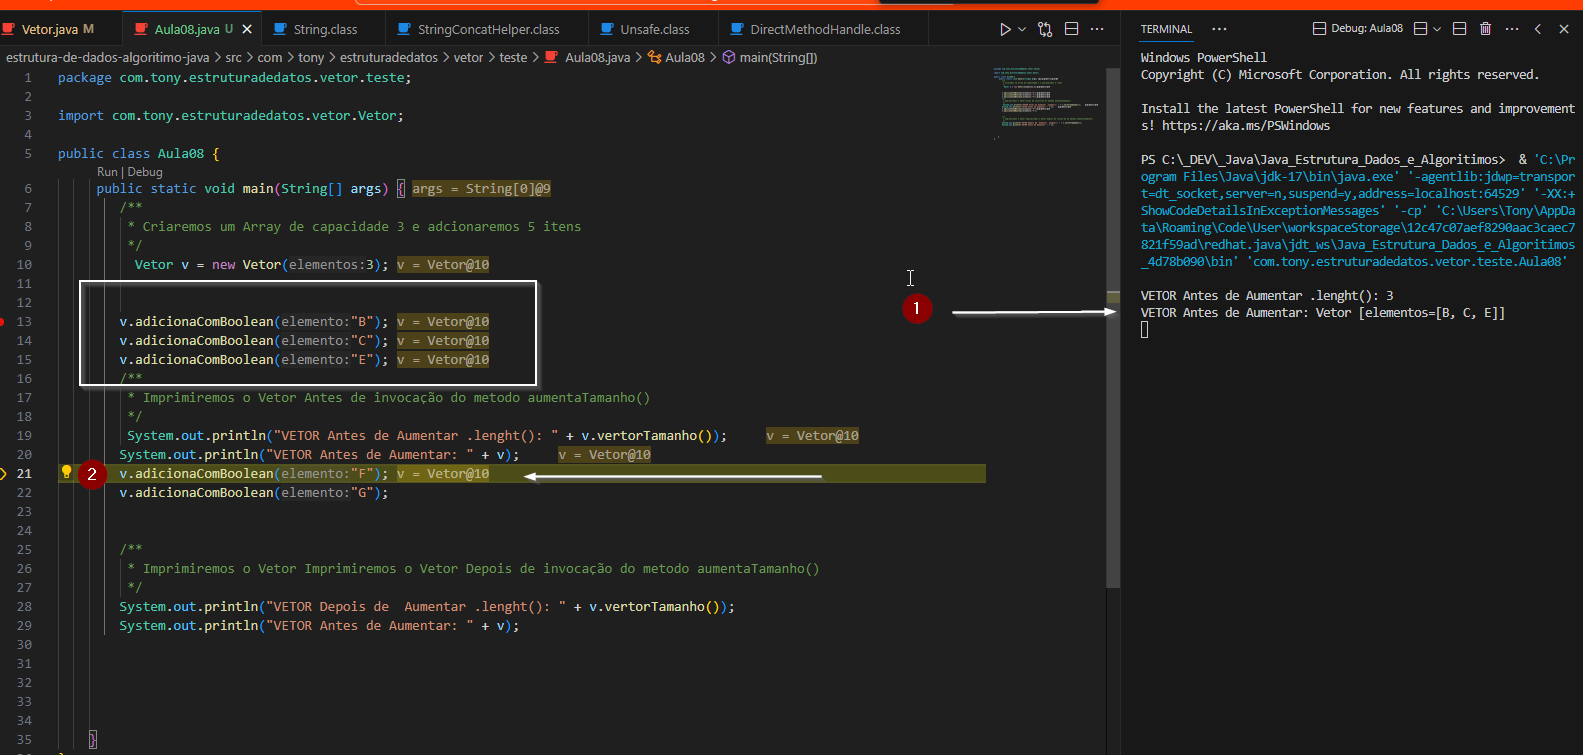 Vetor.java M
Aula08.java U
String.class
StringConcatHelper.class
Unsafe.class
DirectMethodHandle.class
estrutura-de-dados-algoritimo-java > src > com > tony > estruturadedatos > vetor > teste > Aula08.java > Aula08 > main(String[])
1 package com.tony.estruturadedatos.vetor.teste;
2
3 import com.tony.estruturadedatos.vetor.Vetor;
4
5 public class Aula08 {
Run | Debug
6 public static void main(String[] args) { args = String[0]@9
7 /**
8 * Criaremos um Array de capacidade 3 e adcionaremos 5 itens
9 */
10 Vetor v = new Vetor(elementos:3); v = Vetor@10
11
12
13 v.adicionaComBoolean(elemento:"B"); v = Vetor@10
14 v.adicionaComBoolean(elemento:"C"); v = Vetor@10
15 v.adicionaComBoolean(elemento:"E"); v = Vetor@10
16 /**
17 * Imprimiremos o Vetor Antes de invocação do metodo aumentaTamanho()
18 */
19 System.out.println("VETOR Antes de Aumentar .lenght(): " + v.vertorTamanho()); v = Vetor@10
20 System.out.println("VETOR Antes de Aumentar: " + v); v = Vetor@10
21 2 v.adicionaComBoolean(elemento:"F"); v = Vetor@10
22 v.adicionaComBoolean(elemento:"G");
23
24
25 /**
26 * Imprimiremos o Vetor Imprimiremos o Vetor Depois de invocação do metodo aumentaTamanho()
27 */
28 System.out.println("VETOR Depois de  Aumentar .lenght(): " + v.vertorTamanho());
29 System.out.println("VETOR Antes de Aumentar: " + v);
30
31
32
33
34
35 }
1
TERMINAL
Debug: Aula08
Windows PowerShell
Copyright (C) Microsoft Corporation. All rights reserved.
Install the latest PowerShell for new features and improvement
s! https://aka.ms/PSWindows
PS C:\_DEV\_Java\Java_Estrutura_Dados_e_Algoritimos>  & 'C:\Pr
ogram Files\Java\jdk-17\bin\java.exe' '-agentlib:jdwp=transpor
t=dt_socket,server=n,suspend=y,address=localhost:64529' '-XX:+
ShowCodeDetailsInExceptionMessages' '-cp' 'C:\Users\Tony\AppDa
ta\Roaming\Code\User\workspaceStorage\12c47c07aef8290aac3caec7
821f59ad\redhat.java\jdt_ws\Java_Estrutura_Dados_e_Algoritimos
_4d78b090\bin' 'com.tony.estruturadedatos.vetor.teste.Aula08'
VETOR Antes de Aumentar .lenght(): 3
VETOR Antes de Aumentar: Vetor [elementos=[B, C, E]]